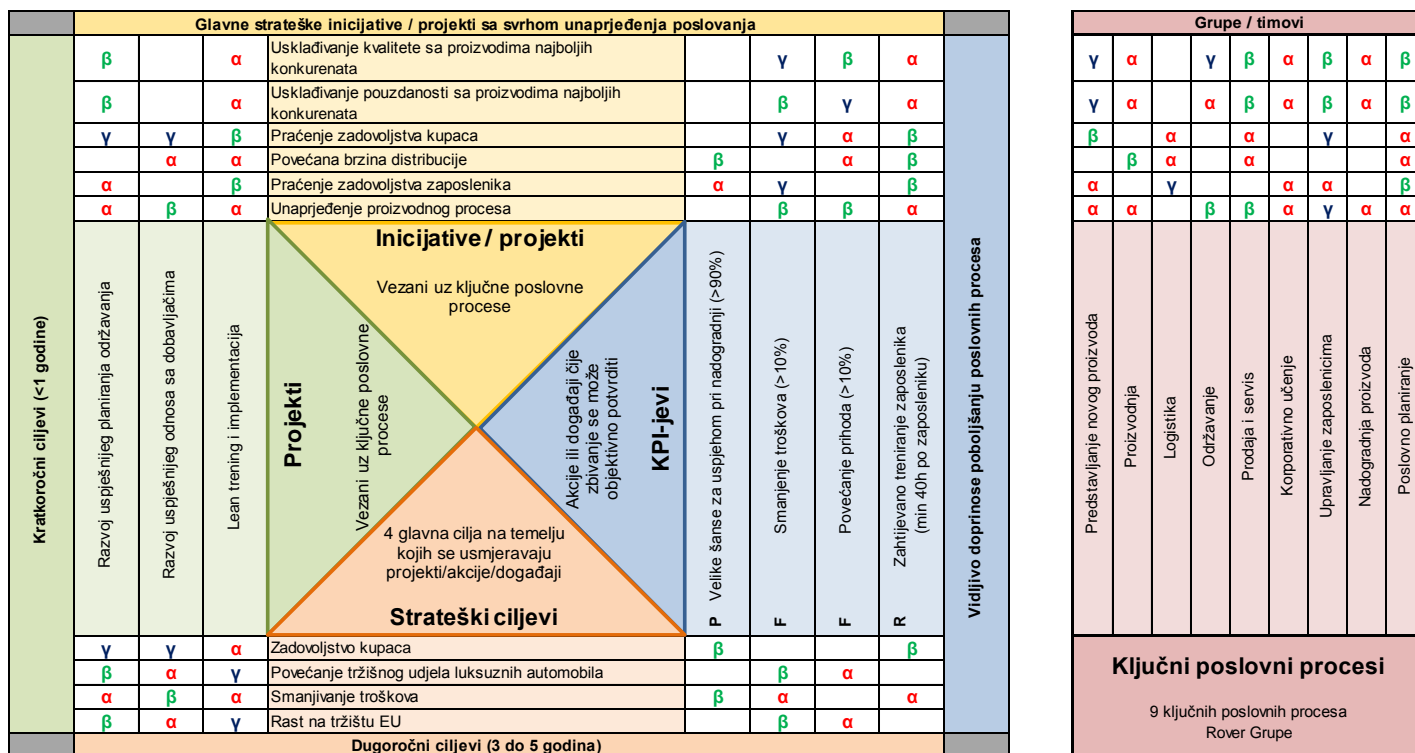 Glavne strateške inicijative / projekti sa svrhom unaprjeđenja poslovanja
Grupe / timovi
β α Usklađivanje kvalitete sa proizvodima najboljih γ β α γ α γ β α β α β
konkurenata
β α Usklađivanje pouzdanosti sa proizvodima najboljih β γ α γ α α β α β α β
konkurenata
γ γ β Praćenje zadovoljstva kupaca γ α β β α α γ α
α α Povećana brzina distribucije β α β β α α α
α β Praćenje zadovoljstva zaposlenika α γ β α γ α α β
α β α Unaprjeđenje proizvodnog procesa β β α α α β β α γ α α
Kratkoročni ciljevi (<1 godine)
Razvoj uspješnijeg planiranja održavanja
Razvoj uspješnijeg odnosa sa dobavljačima
Lean trening i implementacija
Inicijative / projekti
Vezani uz ključne poslovne
procese
Projekti
Vezani uz ključne poslovne
procese
Akcije ili događaji čije
zbivanje se može
objektivno potvrditi
KPI-jevi
4 glavna cilja na temelju
kojih se usmjeravaju
projekti/akcije/događaji
Strateški ciljevi
P Velike šanse za uspjehom pri nadogradnji (>90%)
F Smanjenje troškova (>10%)
F Povećanje prihoda (>10%)
R Zahtijevano treniranje zaposlenika
(min 40h po zaposleniku)
Vidljivo doprinose poboljšanju poslovnih procesa
Predstavljanje novog proizvoda
Proizvodnja
Logistika
Održavanje
Prodaja i servis
Korporativno učenje
Upravljanje zaposlenicima
Nadogradnja proizvoda
Poslovno planiranje
γ γ α Zadovoljstvo kupaca β β
β α γ Povećanje tržišnog udjela luksuznih automobila β α
α β α Smanjivanje troškova β α α
β α γ Rast na tržištu EU β α
Dugoročni ciljevi (3 do 5 godina)
Ključni poslovni procesi
9 ključnih poslovnih procesa
Rover Grupe